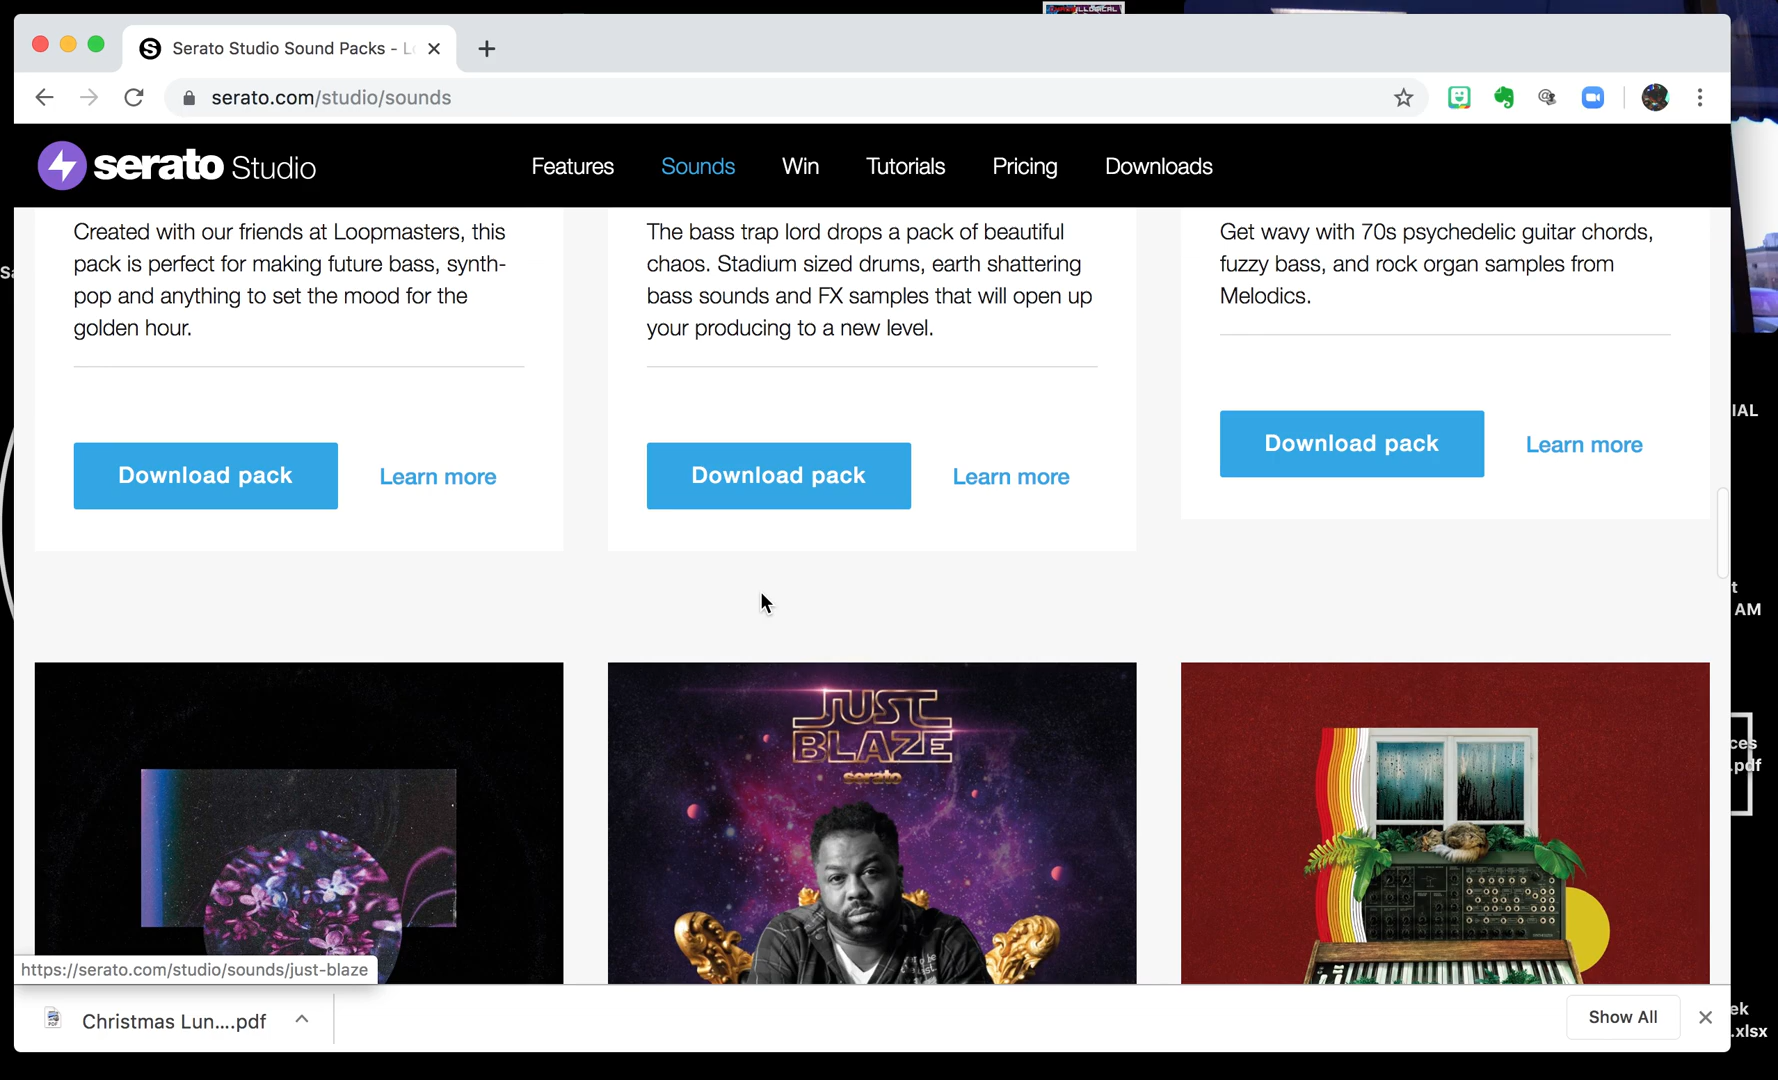 Serato Studio Sound Packs - L
serato.com/studio/sounds
serato Studio
Features
Sounds
Win
Tutorials
Pricing
Downloads
Created with our friends at Loopmasters, this
pack is perfect for making future bass, synth-
pop and anything to set the mood for the
golden hour.
Download pack
Learn more
The bass trap lord drops a pack of beautiful
chaos. Stadium sized drums, earth shattering
bass sounds and FX samples that will open up
your producing to a new level.
Download pack
Learn more
Get wavy with 70s psychedelic guitar chords,
fuzzy bass, and rock organ samples from
Melodics.
Download pack
Learn more
JUST
BLAZE
serato
https://serato.com/studio/sounds/just-blaze
Christmas Lun....pdf
Show All
IAL
t
AM
ces
.pdf
ek
.xlsx